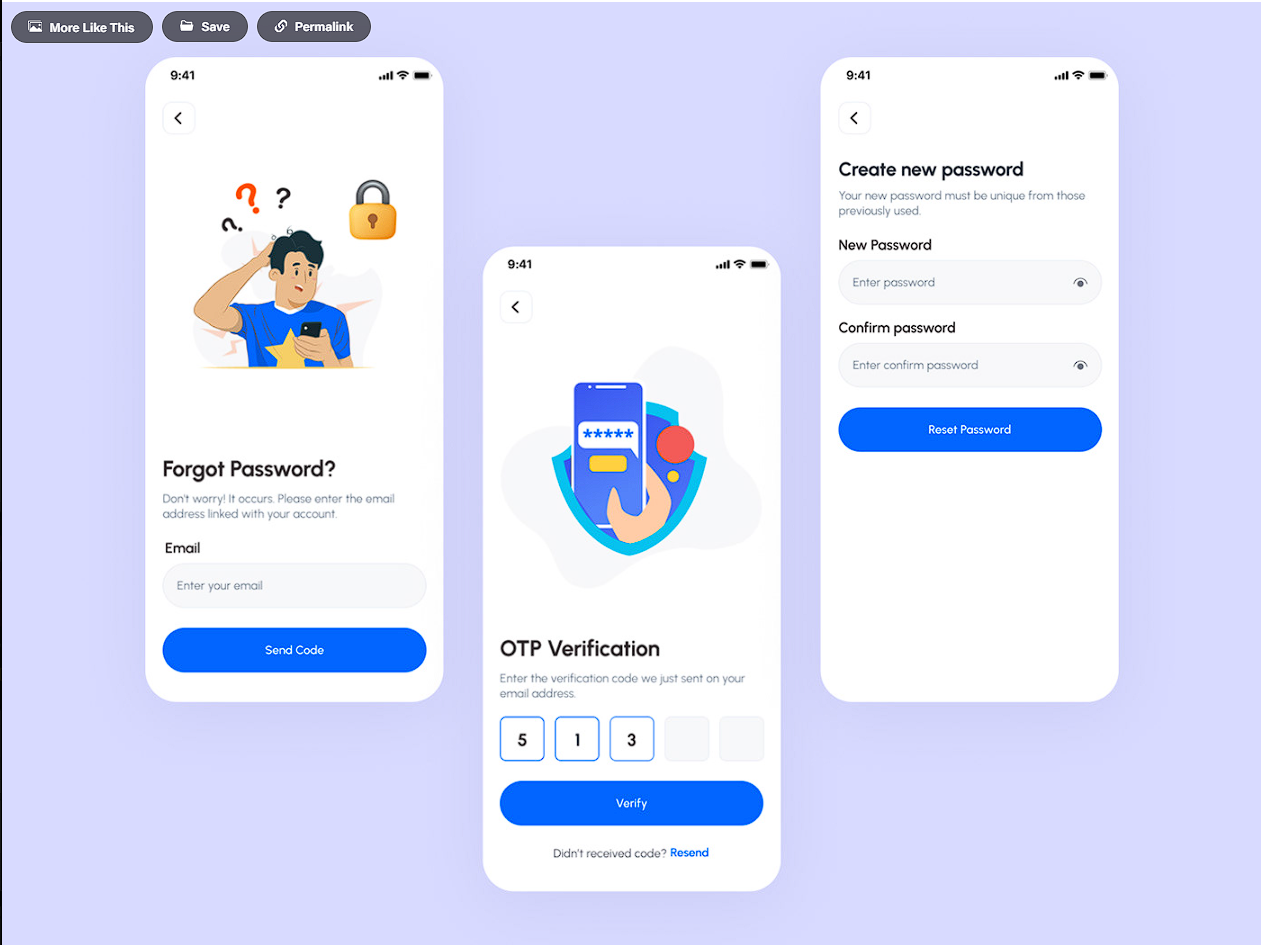 More Like This
Save
Permalink
9:41
?
?
?
Forgot Password?
Don't worry! It occurs. Please enter the email
address linked with your account.
Email
Enter your email
Send Code
9:41
*****
OTP Verification
Enter the verification code we just sent on your
email address.
5 1 3
Verify
Didn't received code? Resend
9:41
Create new password
Your new password must be unique from those
previously used.
New Password
Enter password
Confirm password
Enter confirm password
Reset Password